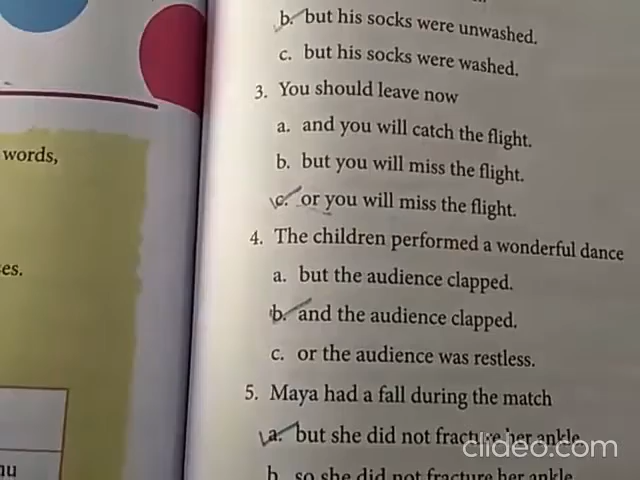 b. but his socks were unwashed.
c. but his socks were washed.
3. You should leave now
a. and you will catch the flight.
b. but you will miss the flight.
c. or you will miss the flight.
4. The children performed a wonderful dance
a. but the audience clapped.
b. and the audience clapped.
c. or the audience was restless.
5. Maya had a fall during the match
a. but she did not fracture her ankle
b. so she did not fracture her ankle
words,
es.
nu
clideo.com